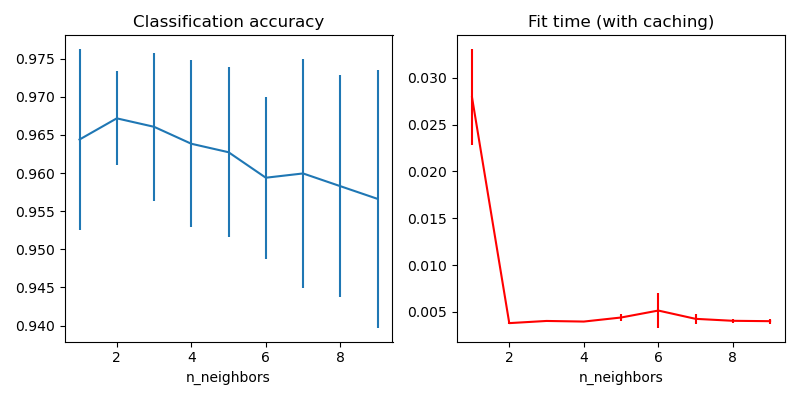 Classification accuracy
0.975
0.970
0.965
0.960
0.955
0.950
0.945
0.940
2 4 6 8
n_neighbors
Fit time (with caching)
0.030
0.025
0.020
0.015
0.010
0.005
2 4 6 8
n_neighbors